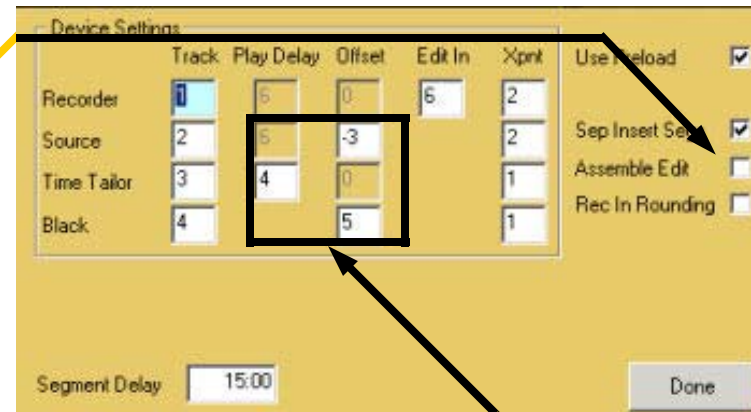 Device Settings
Track Play Delay Offset Edit In Xpnt
Use Preload
Recorder 1 6 0 6 2
Source 2 6 -3 2
Sep Insert
Time Tailor 3 4 0 1
Assemble Edit
Black 4 5 1
Rec In Rounding
Segment Delay 15:00
Done